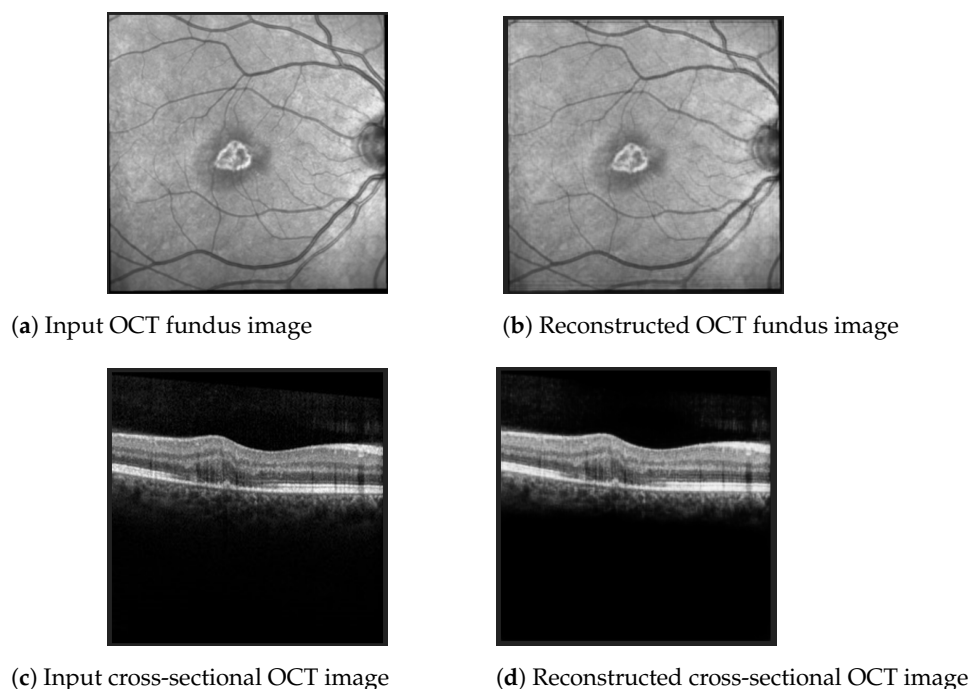 (a) Input OCT fundus image
(b) Reconstructed OCT fundus image
(c) Input cross-sectional OCT image
(d) Reconstructed cross-sectional OCT image